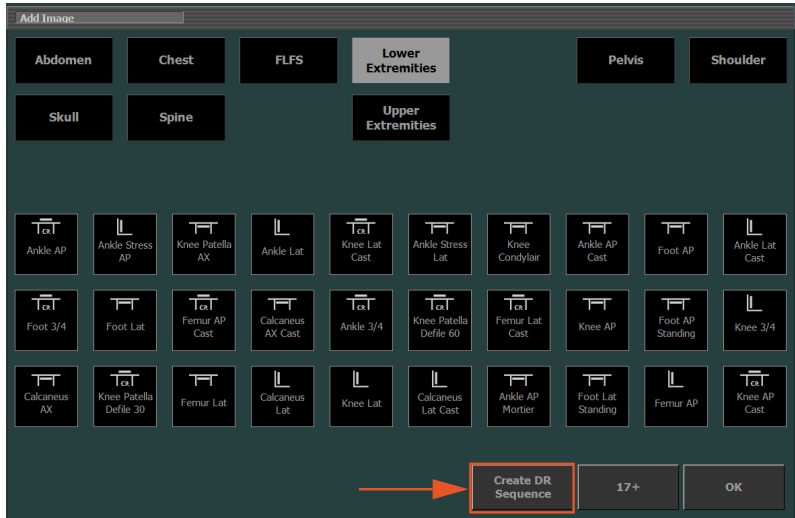 Add Image
Abdomen
Chest
FLFS
Lower
Extremities
Pelvis
Shoulder
Skull
Spine
Upper
Extremities
CR
Ankle AP
Ankle Stress
AP
Knee Patella
AX
Ankle Lat
CR
Knee Lat
Cast
Ankle Stress
Lat
Knee
Condylair
CR
Ankle AP
Cast
Foot AP
Ankle Lat
Cast
CR
Foot 3/4
Foot Lat
CR
Femur AP
Cast
Calcaneus
AX Cast
CR
Ankle 3/4
CR
Knee Patella
Defile 60
CR
Femur Lat
Cast
Knee AP
CR
Foot AP
Standing
Knee 3/4
Calcaneus
AX
CR
Knee Patella
Defile 30
Femur Lat
Calcaneus
Lat
Knee Lat
Calcaneus
Lat Cast
Ankle AP
Mortier
Foot Lat
Standing
Femur AP
CR
Knee AP
Cast
Create DR
Sequence
17+
OK